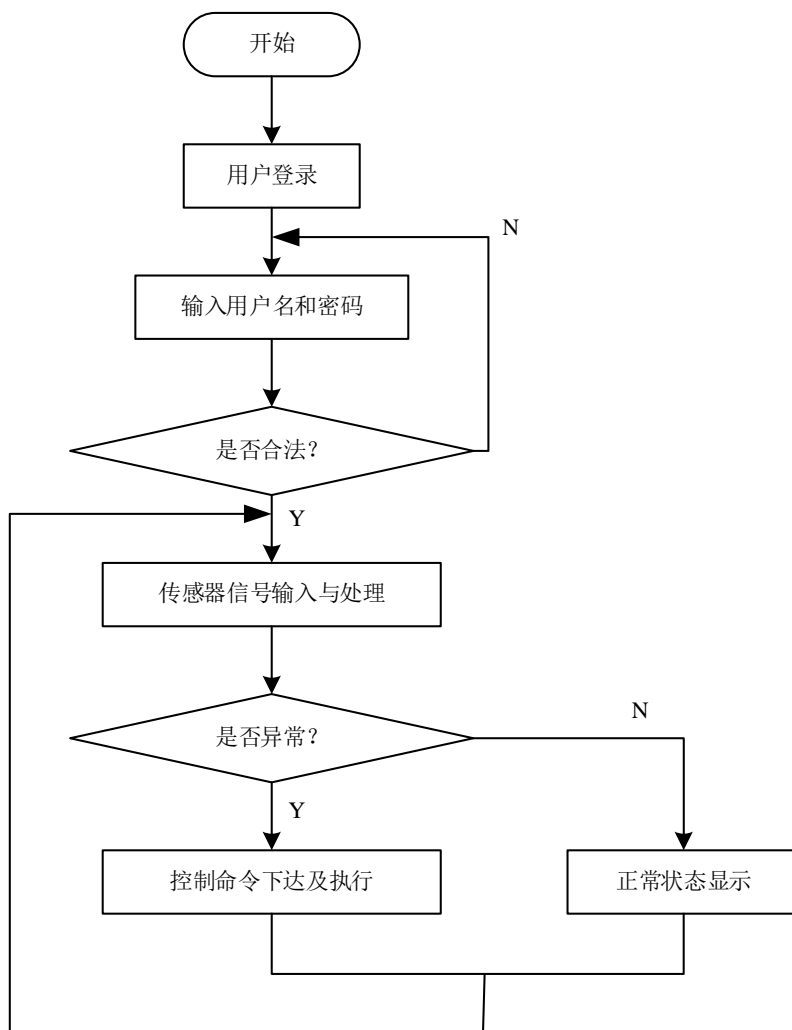 开始
用户登录
N
输入用户名和密码
是否合法？
Y
传感器信号输入与处理
是否异常？
N
Y
控制命令下达及执行
正常状态显示